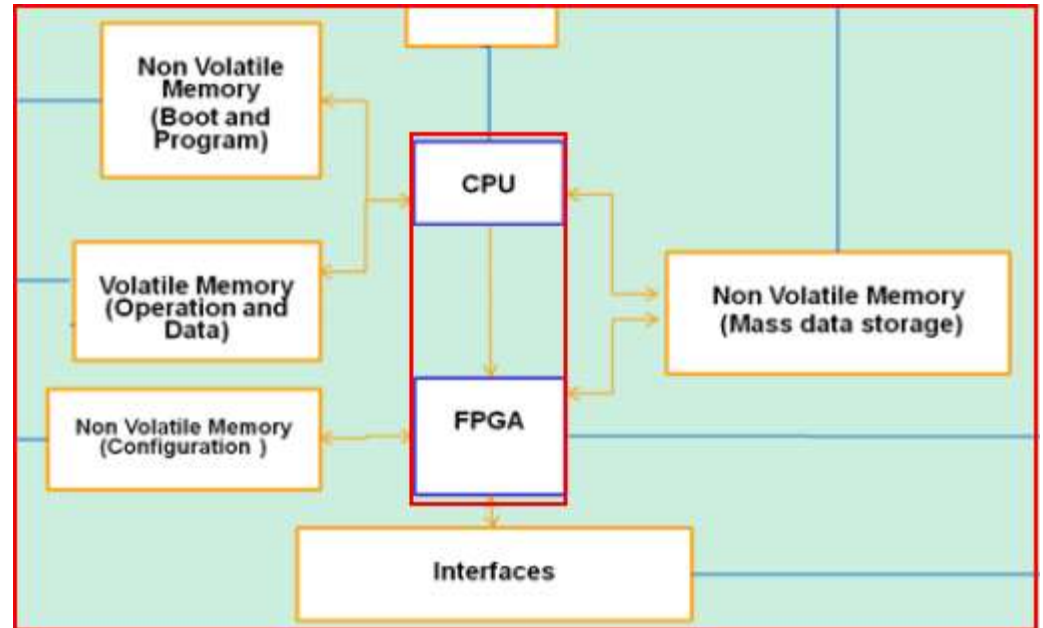 Non Volatile
Memory
(Boot and
Program)
CPU
Volatile Memory
(Operation and
Data)
Non Volatile Memory
(Mass data storage)
Non Volatile Memory
(Configuration )
FPGA
Interfaces